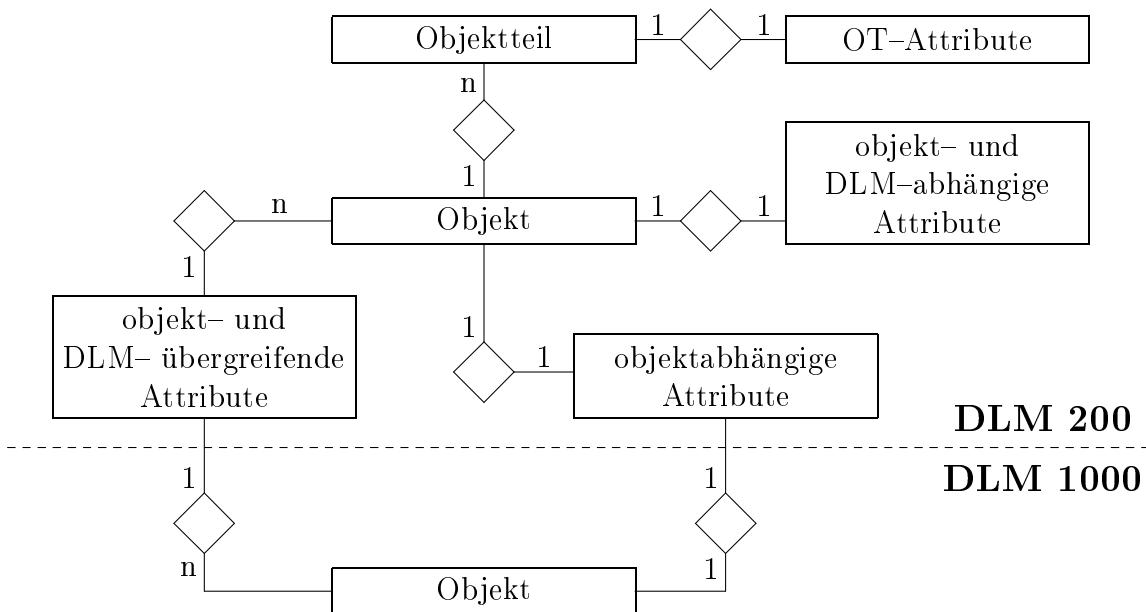 Objektteil
1
1
OT–Attribute
n
1
objekt– und
DLM–abhängige
Attribute
n
Objekt
1
1
1
objekt– und
DLM– übergreifende
Attribute
1
1
objektabhängige
Attribute
DLM 200
DLM 1000
1
1
n
Objekt
1